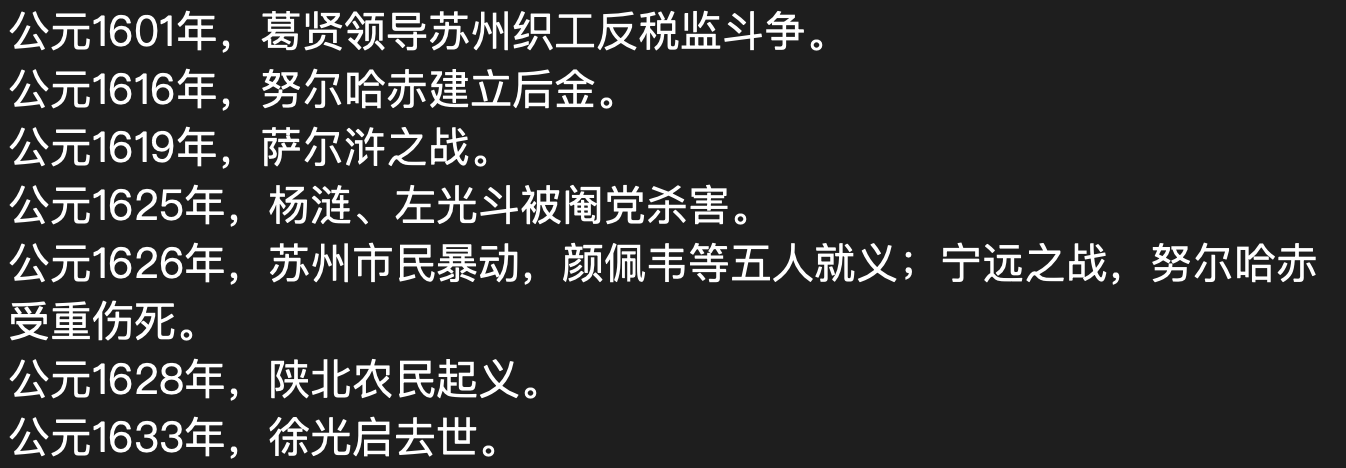 公元1601年，葛贤领导苏州织工反税监斗争。
公元1616年，努尔哈赤建立后金。
公元1619年，萨尔浒之战。
公元1625年，杨涟、左光斗被阉党杀害。
公元1626年，苏州市民暴动，颜佩韦等五人就义；宁远之战，努尔哈赤
受重伤死。
公元1628年，陕北农民起义。
公元1633年，徐光启去世。